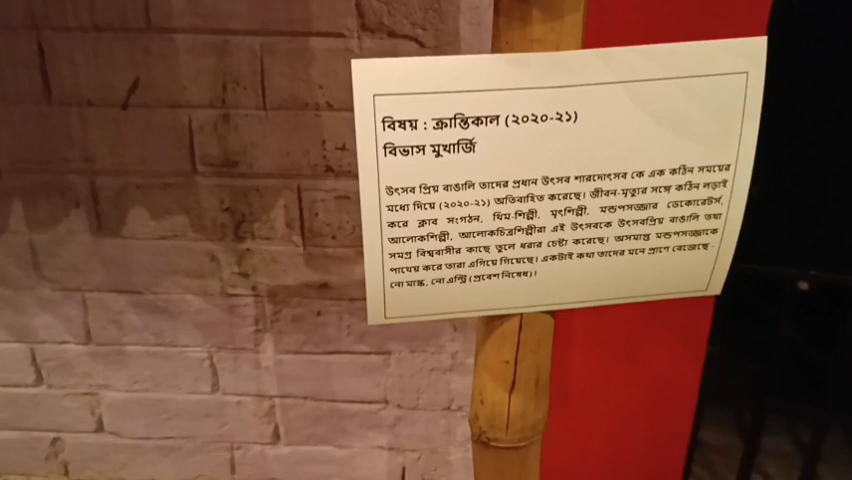 বিষয় : ক্রান্তিকাল (২০২০-২১)
বিভাস মুখার্জি
উৎসব প্রিয় বাঙালি তাদের প্রধান উৎসব শারদোৎসব কে এক কঠিন সময়ের
মধ্যে দিয়ে (২০২০-২১) অতিবাহিত করেছে। জীবন-মৃত্যুর সঙ্গে কঠিন লড়াই
করে ক্লাব সংগঠন, থিম-শিল্পী, মৃৎশিল্পী, মন্ডপসজ্জার ডেকোরেটর্স,
আলোকশিল্পী, আলোকচিত্রশিল্পীরা এই উৎসবকে উৎসবপ্রিয় বাঙালি তথা
সমগ্র বিশ্ববাসীর কাছে তুলে ধরার চেষ্টা করেছে। অসমাপ্ত মন্ডপসজ্জাকে
পাথেয় করে তারা এগিয়ে গিয়েছে। একটাই কথা তাদের মনে প্রাণে বেজেছে -
নো মাস্ক, নো এন্ট্রি (প্রবেশ নিষেধ)।